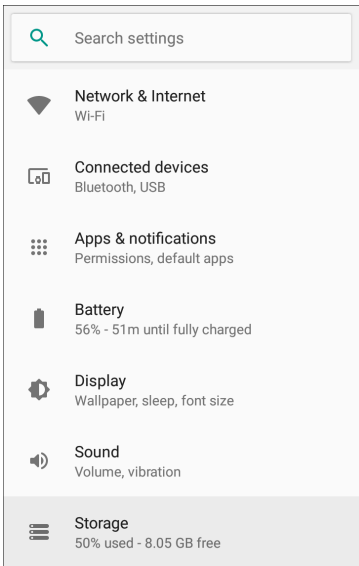 Search settings
Network & Internet
Wi-Fi
Connected devices
Bluetooth, USB
Apps & notifications
Permissions, default apps
Battery
56% - 51m until fully charged
Display
Wallpaper, sleep, font size
Sound
Volume, vibration
Storage
50% used - 8.05 GB free